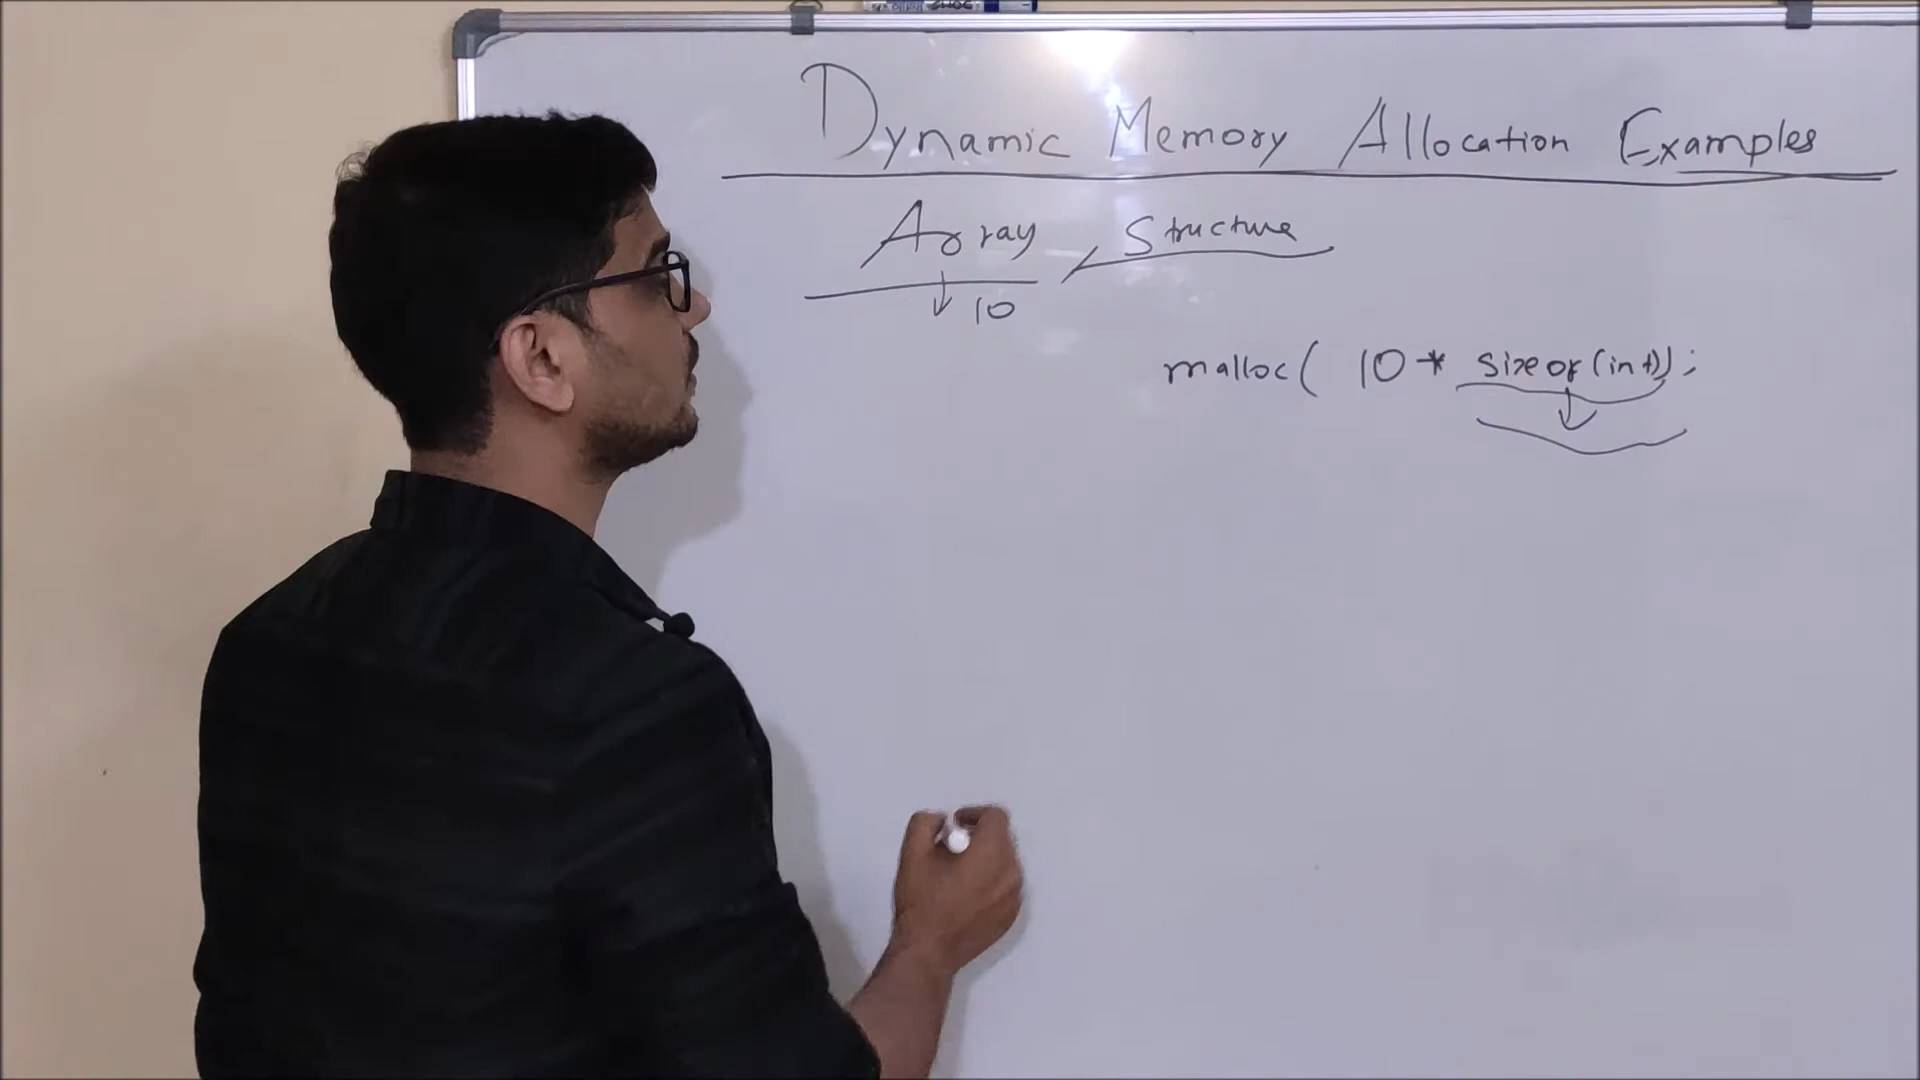 Dynamic Memory Allocation Examples
Array, Structure
10
malloc( 10 * sizeof(int));